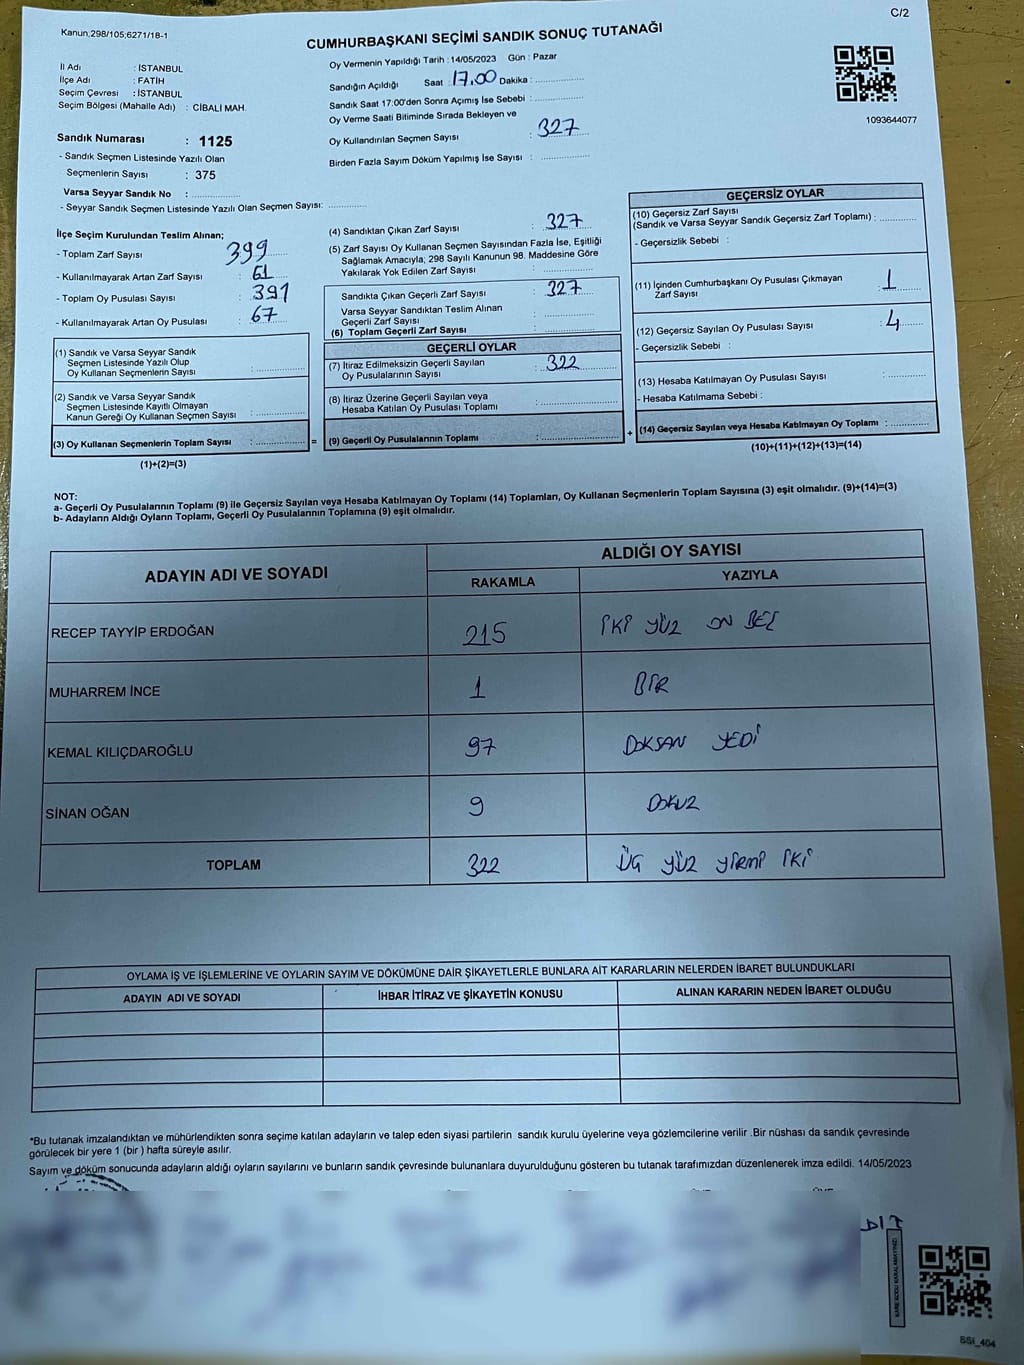 C/2
Kanun,298/105;6271/18-1
CUMHURBAŞKANI SEÇİMİ SANDIK SONUÇ TUTANAĞI
İl Adı : İSTANBUL
İlçe Adı : FATİH
Seçim Çevresi : İSTANBUL
Seçim Bölgesi (Mahalle Adı) : CİBALİ MAH.
Sandık Numarası : 1125
- Sandık Seçmen Listesinde Yazılı Olan
Seçmenlerin Sayısı : 375
Varsa Seyyar Sandık No :
- Seyyar Sandık Seçmen Listesinde Yazılı Olan Seçmen Sayısı:
Oy Vermenin Yapıldığı Tarih : 14/05/2023 Gün : Pazar
Sandığın Açıldığı Saat 17.00 Dakika :
Sandık Saat 17:00'den Sonra Açımış İse Sebebi :
Oy Verme Saati Bitiminde Sırada Bekleyen ve
Oy Kullandırılan Seçmen Sayısı : 327
Birden Fazla Sayım Döküm Yapılmış İse Sayısı :
1093644077
İlçe Seçim Kurulundan Teslim Alınan;
- Toplam Zarf Sayısı : 399
- Kullanılmayarak Artan Zarf Sayısı : 61
- Toplam Oy Pusulası Sayısı : 391
- Kullanılmayarak Artan Oy Pusulası : 67
(1) Sandık ve Varsa Seyyar Sandık
Seçmen Listesinde Yazılı Olup
Oy Kullanan Seçmenlerin Sayısı :
(2) Sandık ve Varsa Seyyar Sandık
Seçmen Listesinde Kayıtlı Olmayan
Kanun Gereği Oy Kullanan Seçmen Sayısı :
(3) Oy Kullanan Seçmenlerin Toplam Sayısı :
(1)+(2)=(3)
(4) Sandıktan Çıkan Zarf Sayısı : 327
(5) Zarf Sayısı Oy Kullanan Seçmen Sayısından Fazla İse, Eşitliği
Sağlamak Amacıyla; 298 Sayılı Kanunun 98. Maddesine Göre
Yakılarak Yok Edilen Zarf Sayısı :
Sandıkta Çıkan Geçerli Zarf Sayısı : 327
Varsa Seyyar Sandıktan Teslim Alınan
Geçerli Zarf Sayısı :
(6) Toplam Geçerli Zarf Sayısı :
=
GEÇERLİ OYLAR
(7) İtiraz Edilmeksizin Geçerli Sayılan
Oy Pusulalarının Sayısı : 322
(8) İtiraz Üzerine Geçerli Sayılan veya
Hesaba Katılan Oy Pusulası Toplamı :
(9) Geçerli Oy Pusulalarının Toplamı :
+
GEÇERSİZ OYLAR
(10) Geçersiz Zarf Sayısı
(Sandık ve Varsa Seyyar Sandık Geçersiz Zarf Toplamı) :
- Geçersizlik Sebebi :
(11) İçinden Cumhurbaşkanı Oy Pusulası Çıkmayan
Zarf Sayısı : 1
(12) Geçersiz Sayılan Oy Pusulası Sayısı : 4
- Geçersizlik Sebebi :
(13) Hesaba Katılmayan Oy Pusulası Sayısı :
- Hesaba Katılmama Sebebi :
(14) Geçersiz Sayılan veya Hesaba Katılmayan Oy Toplamı :
(10)+(11)+(12)+(13)=(14)
NOT:
a- Geçerli Oy Pusulalarının Toplamı (9) ile Geçersiz Sayılan veya Hesaba Katılmayan Oy Toplamı (14) Toplamları, Oy Kullanan Seçmenlerin Toplam Sayısına (3) eşit olmalıdır. (9)+(14)=(3)
b- Adayların Aldığı Oyların Toplamı, Geçerli Oy Pusulalarının Toplamına (9) eşit olmalıdır.
ADAYIN ADI VE SOYADI
ALDIĞI OY SAYISI
RAKAMLA YAZIYLA
RECEP TAYYİP ERDOĞAN 215 İKİ YÜZ ON BEŞ
MUHARREM İNCE 1 BİR
KEMAL KILIÇDAROĞLU 97 DOKSAN YEDİ
SİNAN OĞAN 9 DOKUZ
TOPLAM 322 ÜÇ YÜZ YİRMİ İKİ
OYLAMA İŞ VE İŞLEMLERİNE VE OYLARIN SAYIM VE DÖKÜMÜNE DAİR ŞİKAYETLERLE BUNLARA AİT KARARLARIN NELERDEN İBARET BULUNDUKLARI
ADAYIN ADI VE SOYADI İHBAR İTİRAZ VE ŞİKAYETİN KONUSU ALINAN KARARIN NEDEN İBARET OLDUĞU
*Bu tutanak imzalandıktan ve mühürlendikten sonra seçime katılan adayların ve talep eden siyasi partilerin sandık kurulu üyelerine veya gözlemcilerine verilir .Bir nüshası da sandık çevresinde
görülecek bir yere 1 (bir ) hafta süreyle asılır.
Sayım ve döküm sonucunda adayların aldığı oyların sayılarını ve bunların sandık çevresinde bulunanlara duyurulduğunu gösteren bu tutanak tarafımızdan düzenlenerek imza edildi. 14/05/2023
KARE KODU KARALAMAYINIZ!
SSI_404